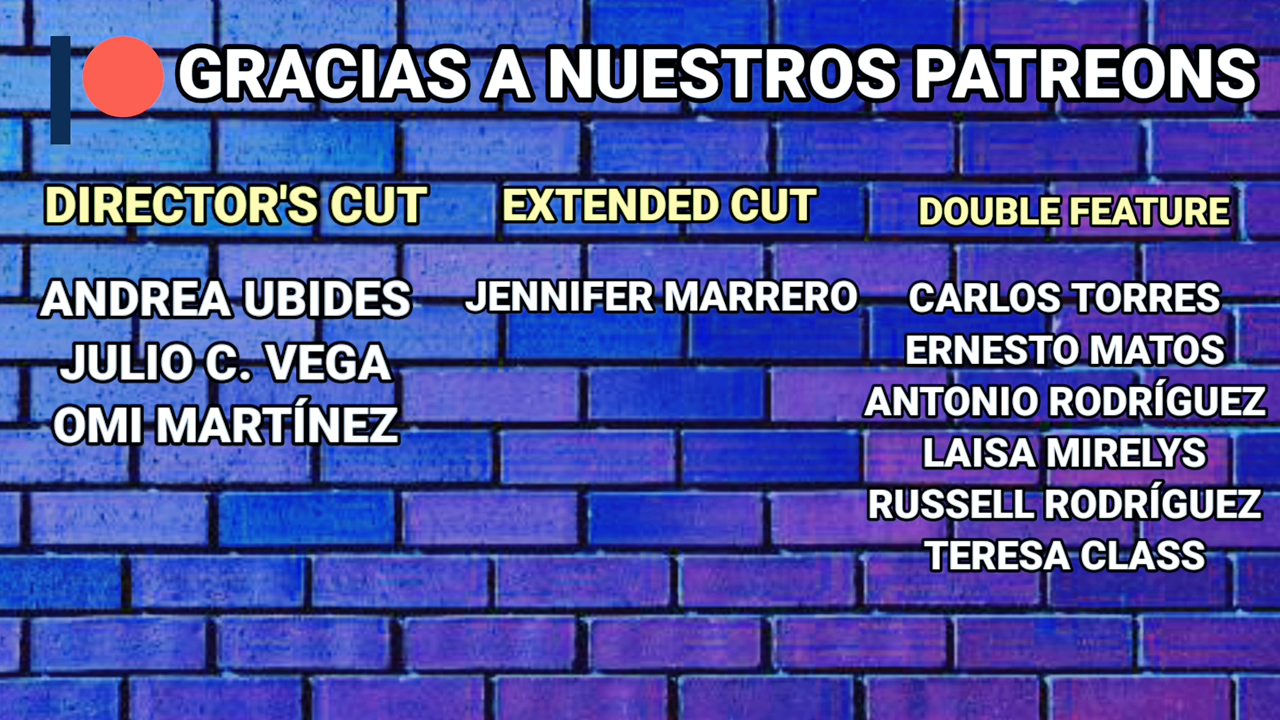 GRACIAS A NUESTROS PATREONS
DIRECTOR'S CUT
ANDREA UBIDES
JULIO C. VEGA
OMI MARTÍNEZ
EXTENDED CUT
JENNIFER MARRERO
DOUBLE FEATURE
CARLOS TORRES
ERNESTO MATOS
ANTONIO RODRÍGUEZ
LAISA MIRELYS
RUSSELL RODRÍGUEZ
TERESA CLASS